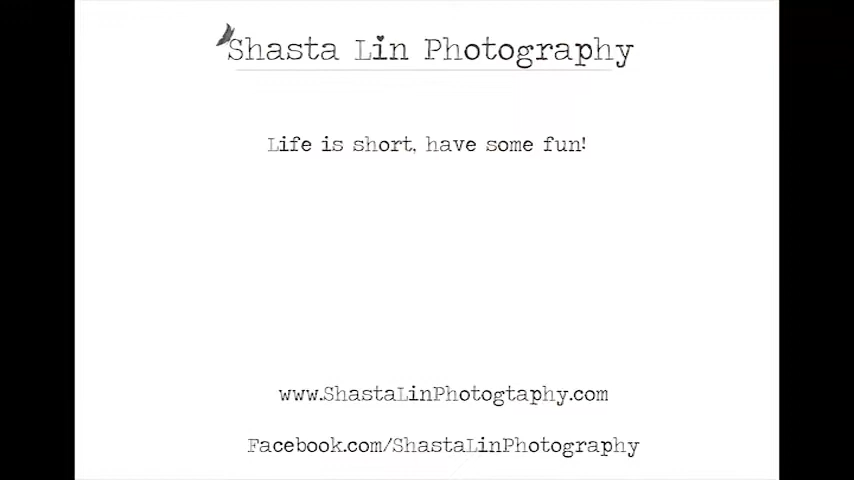 Shasta Lin Photography
Life is short, have some fun!
www.ShastaLinPhotogtaphy.com
Facebook.com/ShastaLinPhotography